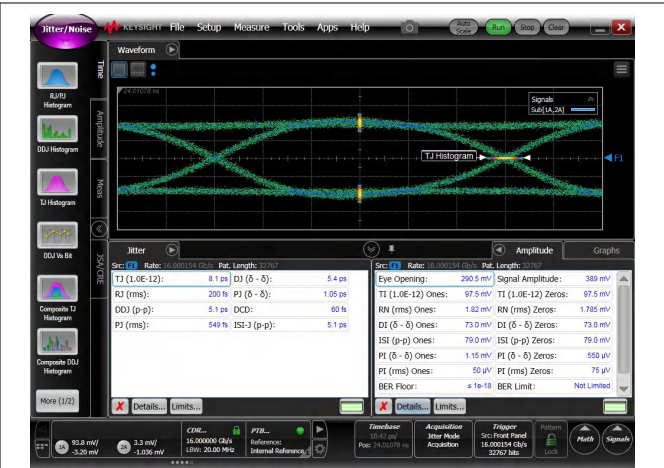 Jitter/Noise
KEYSIGHT File Setup Measure Tools Apps Help
Auto Scale
Run
Stop
Clear
Waveform
Time
Amplitude
Meas
JSA/CRE
RJ/PJ
Histogram
DDJ Histogram
TJ Histogram
DDJ Vs Bit
Composite TJ
Histogram
Composite DDJ
Histogram
More (1/2)
24.01078 ns
Signals
Sub[1A,2A]
TJ Histogram
F1
Jitter
Src: F1 Rate: 16.000154 Gb/s Pat. Length: 32767
TJ (1.0E-12): 8.1 ps DJ (δ - δ): 5.4 ps
RJ (rms): 200 fs PJ (δ - δ): 1.05 ps
DDJ (p-p): 5.1 ps DCD: 60 fs
PJ (rms): 549 fs ISI-J (p-p): 5.1 ps
Details... Limits...
Amplitude
Graphs
Src: F1 Rate: 16.000154 Gb/s Pat. Length: 32767
Eye Opening: 290.5 mV Signal Amplitude: 389 mV
TI (1.0E-12) Ones: 97.5 mV TI (1.0E-12) Zeros: 97.5 mV
RN (rms) Ones: 1.82 mV RN (rms) Zeros: 1.785 mV
DI (δ - δ) Ones: 73.0 mV DI (δ - δ) Zeros: 73.0 mV
ISI (p-p) Ones: 79.0 mV ISI (p-p) Zeros: 79.0 mV
PI (δ - δ) Ones: 1.15 mV PI (δ - δ) Zeros: 550 µV
PI (rms) Ones: 50 µV PI (rms) Zeros: 75 µV
BER Floor: ≤ 1e-18 BER Limit: Not Limited
Details... Limits...
1A 93.8 mV/
-3.20 mV
2A 3.3 mV/
-1.036 mV
CDR...
16.000000 Gb/s
LBW: 20.00 MHz
PTB...
Reference:
Internal Reference
Timebase
10.42 ps/
Pos: 24.01078 ns
Acquisition
Jitter Mode
Acquisition
Trigger
Src: Front Panel
16.000154 Gb/s
32767 bits
Pattern
Lock
Math
Signals